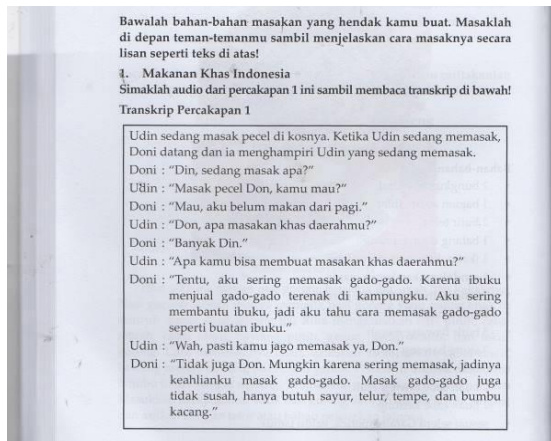 Bawalah bahan-bahan masakan yang hendak kamu buat. Masaklah
di depan teman-temanmu sambil menjelaskan cara masaknya secara
lisan seperti teks di atas!
1. Makanan Khas Indonesia
Simaklah audio dari percakapan 1 ini sambil membaca transkrip di bawah!
Transkrip Percakapan 1
Udin sedang masak pecel di kosnya. Ketika Udin sedang memasak,
Doni datang dan ia menghampiri Udin yang sedang memasak.
Doni : "Din, sedang masak apa?"
Udin : "Masak pecel Don, kamu mau?"
Doni : "Mau, aku belum makan dari pagi."
Udin : "Don, apa masakan khas daerahmu?"
Doni : "Banyak Din."
Udin : "Apa kamu bisa membuat masakan khas daerahmu?"
Doni : "Tentu, aku sering memasak gado-gado. Karena ibuku
menjual gado-gado terenak di kampungku. Aku sering
membantu ibuku, jadi aku tahu cara memasak gado-gado
seperti buatan ibuku."
Udin : "Wah, pasti kamu jago memasak ya, Don."
Doni : "Tidak juga Don. Mungkin karena sering memasak, jadinya
keahlianku masak gado-gado. Masak gado-gado juga
tidak susah, hanya butuh sayur, telur, tempe, dan bumbu
kacang."